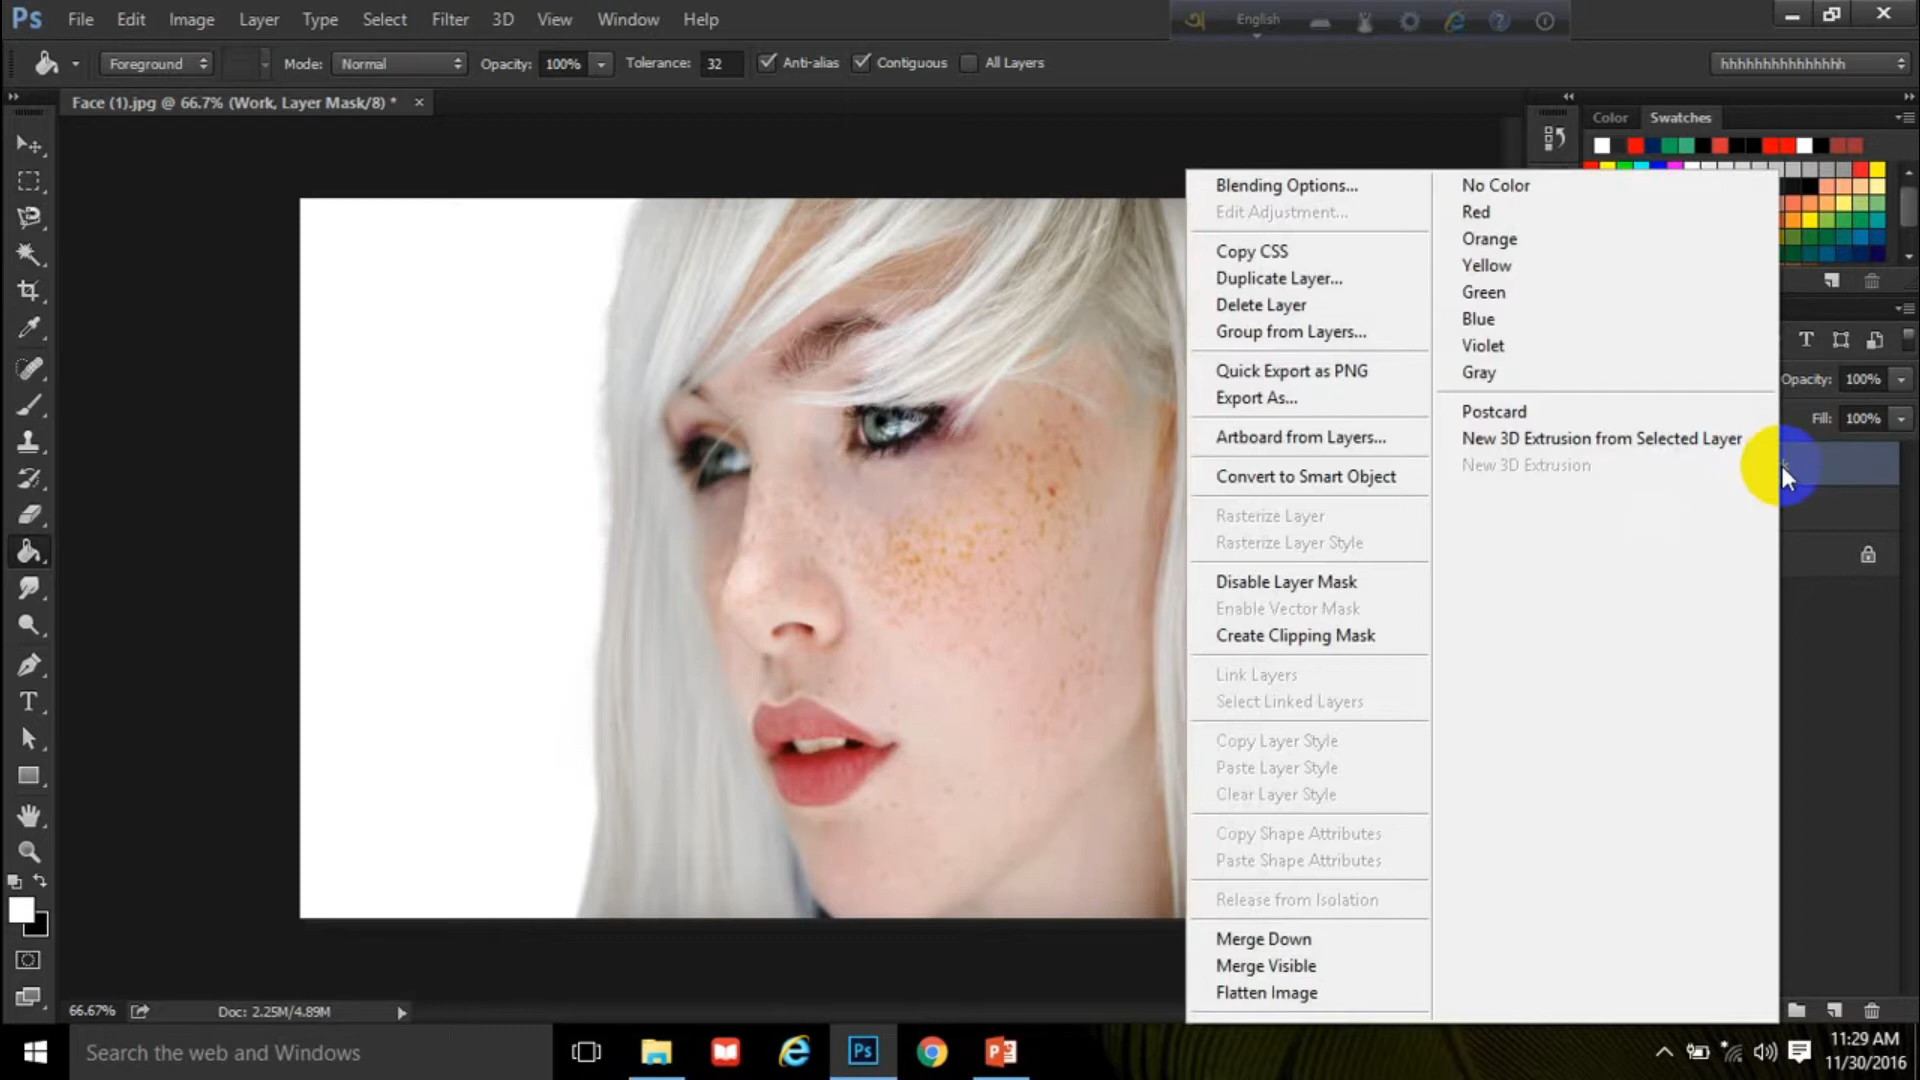 Ps File Edit Image Layer Type Select Filter 3D View Window Help
English
Foreground Mode: Normal Opacity: 100% Tolerance: 32 Anti-alias Contiguous All Layers
hhhhhhhhhhhhhhh
Face (1).jpg @ 66.7% (Work, Layer Mask/8) *
Color Swatches
Blending Options...
Edit Adjustment...
Copy CSS
Duplicate Layer...
Delete Layer
Group from Layers...
Quick Export as PNG
Export As...
Artboard from Layers...
Convert to Smart Object
Rasterize Layer
Rasterize Layer Style
Disable Layer Mask
Enable Vector Mask
Create Clipping Mask
Link Layers
Select Linked Layers
Copy Layer Style
Paste Layer Style
Clear Layer Style
Copy Shape Attributes
Paste Shape Attributes
Release from Isolation
Merge Down
Merge Visible
Flatten Image
No Color
Red
Orange
Yellow
Green
Blue
Violet
Gray
Postcard
New 3D Extrusion from Selected Layer
New 3D Extrusion
Opacity: 100%
Fill: 100%
66.67% Doc: 2.25M/4.89M
Search the web and Windows
Ps
11:29 AM
11/30/2016